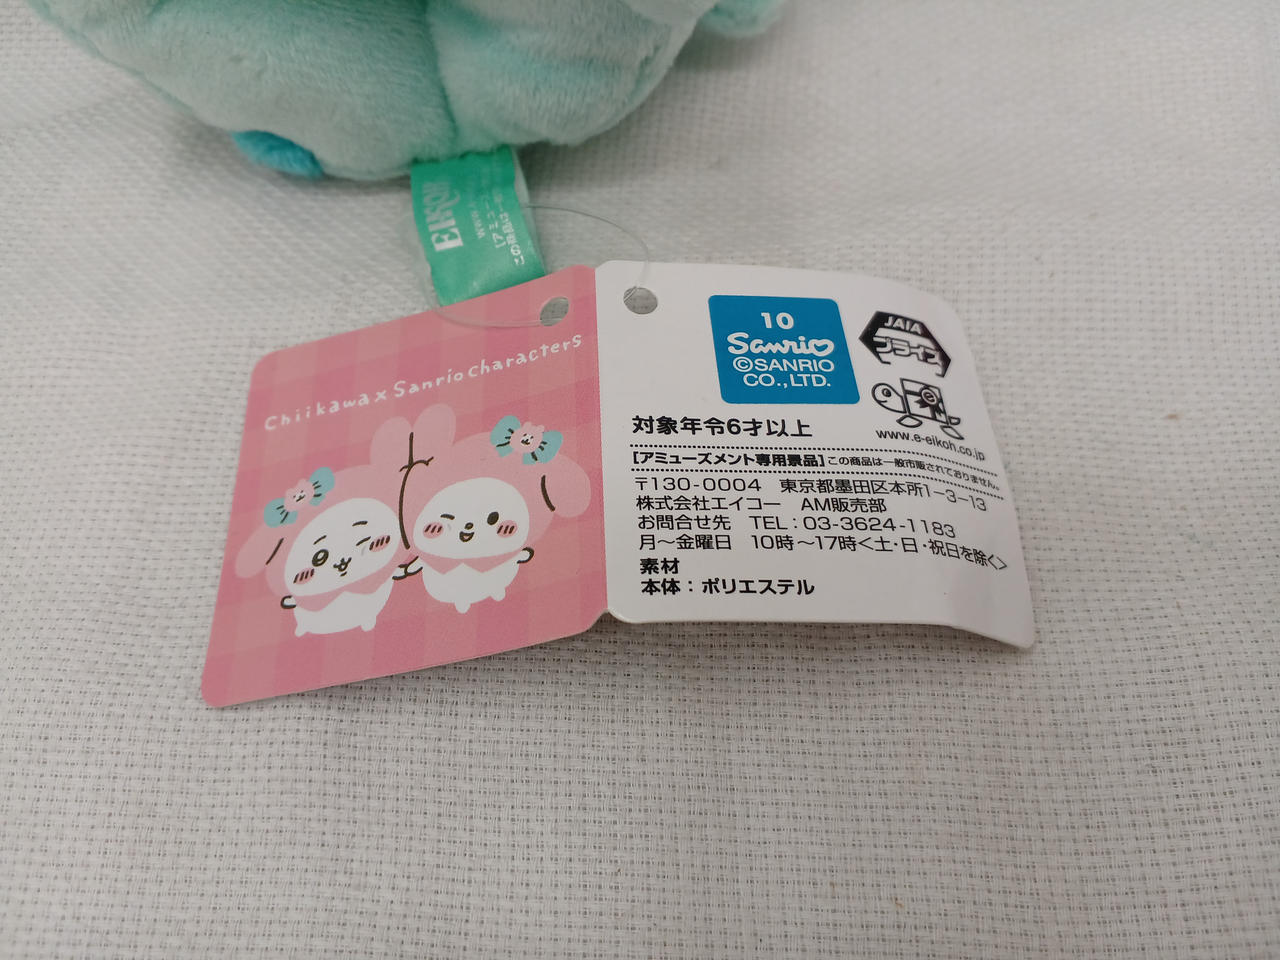 EIKOH
Chiikawa x Sanrio characters
10
Sanrio
©SANRIO
CO.,LTD.
JAIA
プライズ
www.e-eikoh.co.jp
対象年令6才以上
[アミューズメント専用景品]この商品は一般市販されておりません。
〒130-0004 東京都墨田区本所1-3-13
株式会社エイコー AM販売部
お問合せ先 TEL:03-3624-1183
月〜金曜日 10時〜17時<土・日・祝日を除く>
素材
本体:ポリエステル